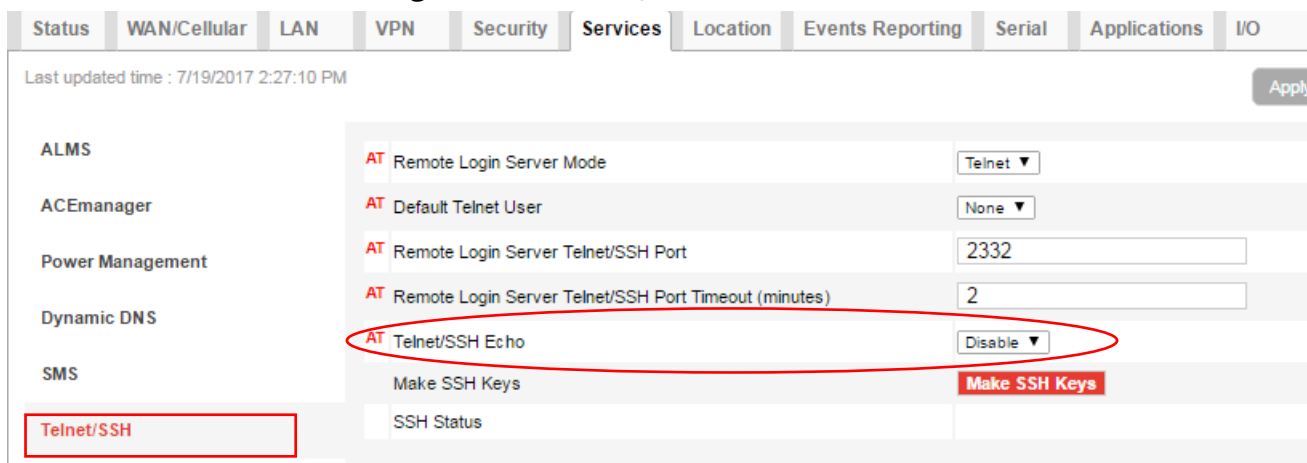 Status WAN/Cellular LAN VPN Security Services Location Events Reporting Serial Applications I/O
Last updated time : 7/19/2017 2:27:10 PM
Apply
ALMS
ACEmanager
Power Management
Dynamic DNS
SMS
Telnet/SSH
AT Remote Login Server Mode Telnet ▼
AT Default Telnet User None ▼
AT Remote Login Server Telnet/SSH Port 2332
AT Remote Login Server Telnet/SSH Port Timeout (minutes) 2
AT Telnet/SSH Echo Disable ▼
Make SSH Keys Make SSH Keys
SSH Status